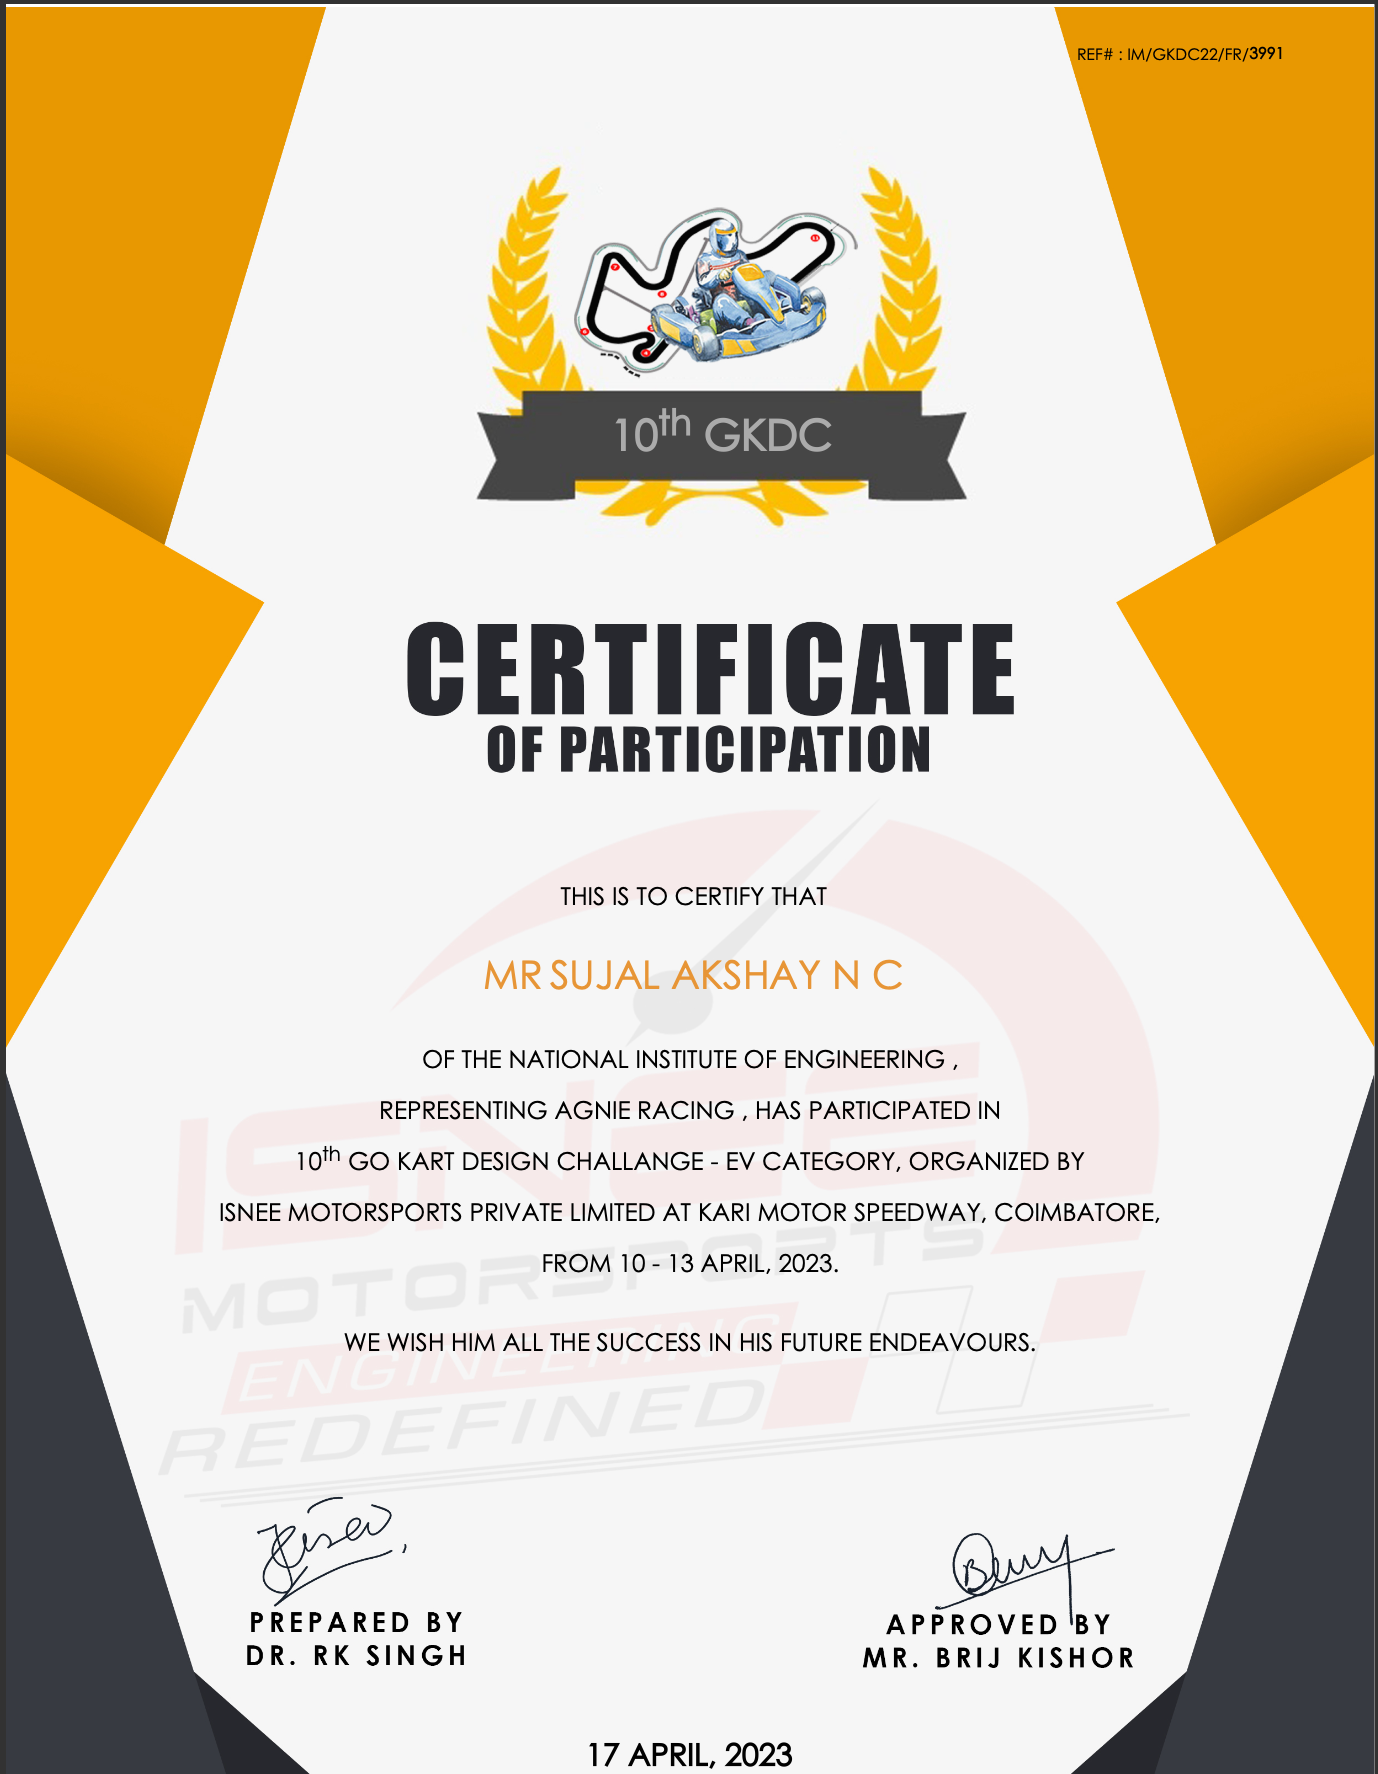 REF# : IM/GKDC22/FR/3991
10th GKDC
CERTIFICATE
OF PARTICIPATION
THIS IS TO CERTIFY THAT
MR SUJAL AKSHAY N C
OF THE NATIONAL INSTITUTE OF ENGINEERING ,
REPRESENTING AGNIE RACING , HAS PARTICIPATED IN
10th GO KART DESIGN CHALLANGE - EV CATEGORY, ORGANIZED BY
ISNEE MOTORSPORTS PRIVATE LIMITED AT KARI MOTOR SPEEDWAY, COIMBATORE,
FROM 10 - 13 APRIL, 2023.
WE WISH HIM ALL THE SUCCESS IN HIS FUTURE ENDEAVOURS.
ISNEE
MOTORSPORTS
ENGINEERING
REDEFINED
PREPARED BY
DR. RK SINGH
APPROVED BY
MR. BRIJ KISHOR
17 APRIL, 2023